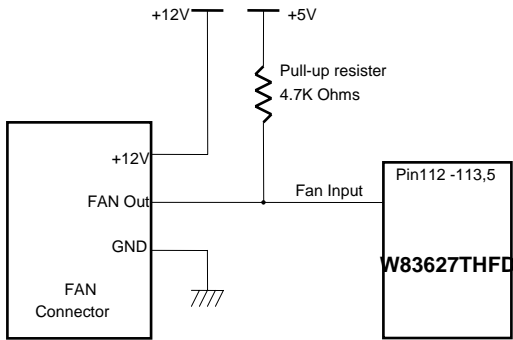 +12V
+5V
Pull-up resister
4.7K Ohms
+12V
FAN Out
GND
FAN
Connector
Fan Input
Pin112 -113,5
W83627THFD